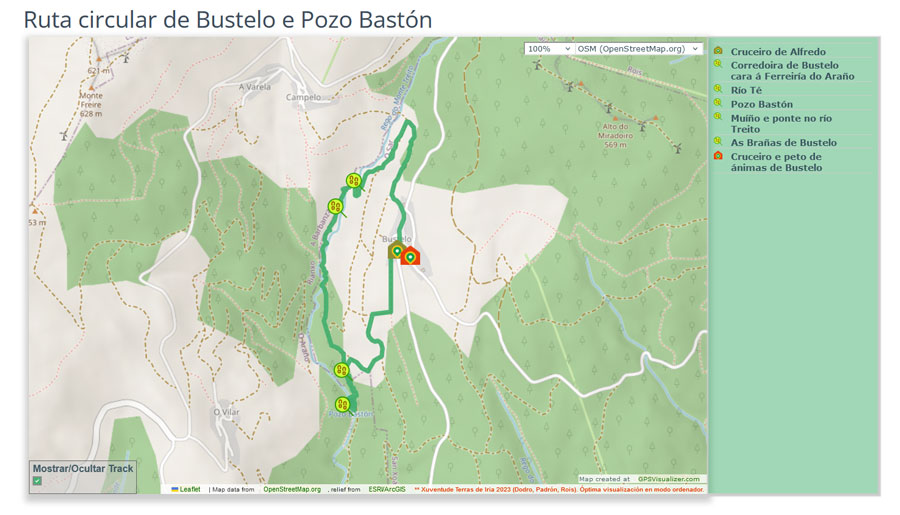 Ruta circular de Bustelo e Pozo Bastón
100%
OSM (OpenStreetMap.org)
Cruceiro de Alfredo
Corredoira de Bustelo
cara á Ferreiría do Araño
Río Té
Pozo Bastón
Muíño e ponte no río
Treito
As Brañas de Bustelo
Cruceiro e peto de
ánimas de Bustelo
621 m
Monte
Freire
628 m
A Varela
Campelo
Rois
Alto do
Miradoiro
569 m
53 m
Bustelo
O Vilar
Pozo Bastón
Mostrar/Ocultar Track
Map created at GPSVisualizer.com
Leaflet | Map data from OpenStreetMap.org, relief from ESRI/ArcGIS ** Xuventude Terras de Iria 2023 (Dodro, Padrón, Rois). Óptima visualización en modo ordenador.